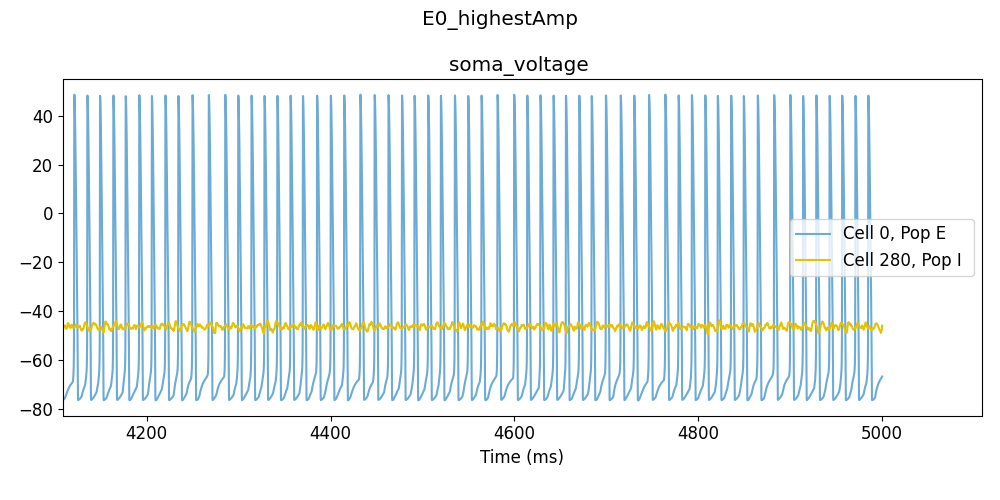 E0_highestAmp
soma_voltage
40
20
0
−20
−40
−60
−80
Cell 0, Pop E
Cell 280, Pop I
4200 4400 4600 4800 5000
Time (ms)